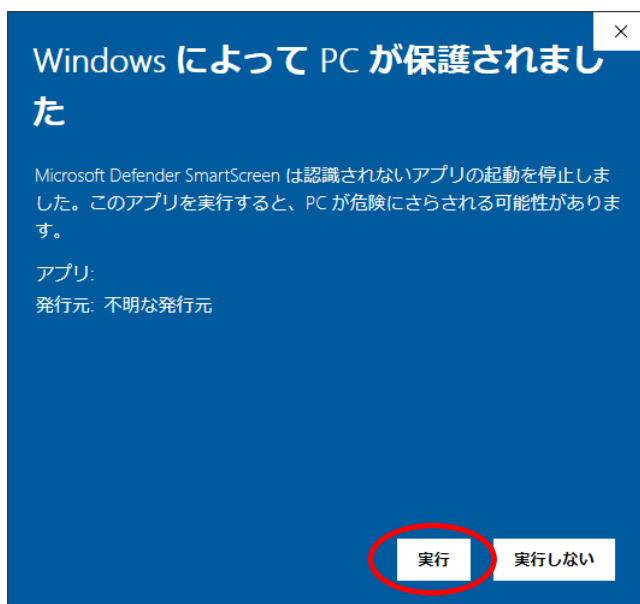 Windows によって PC が保護されまし
た
Microsoft Defender SmartScreen は認識されないアプリの起動を停止しま
した。このアプリを実行すると、PC が危険にさらされる可能性がありま
す。
アプリ:
発行元: 不明な発行元
実行
実行しない